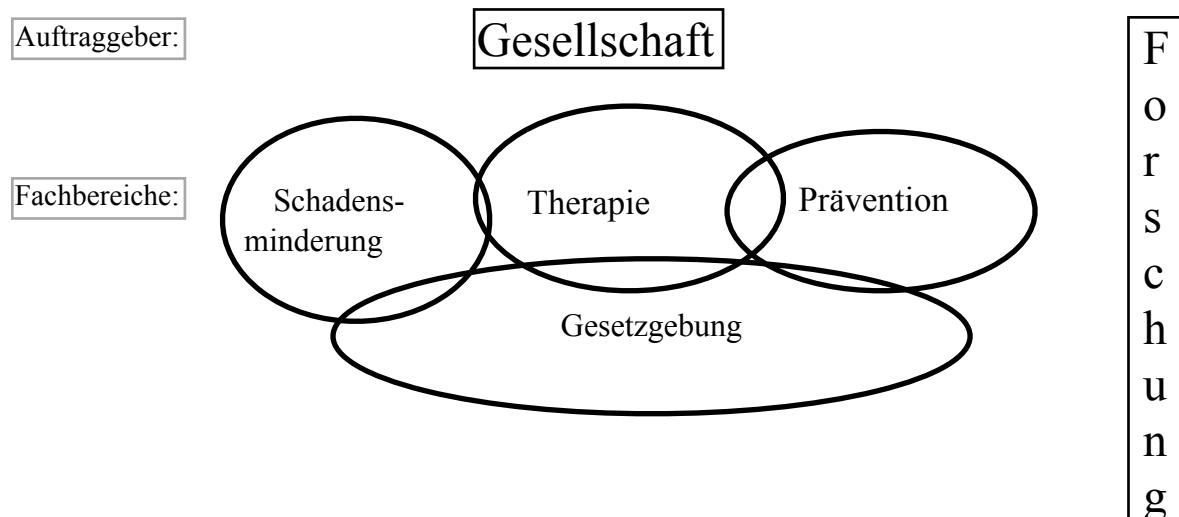 Auftraggeber:
Gesellschaft
Fachbereiche:
Schadens-
minderung
Therapie
Prävention
Gesetzgebung
F
o
r
s
c
h
u
n
g